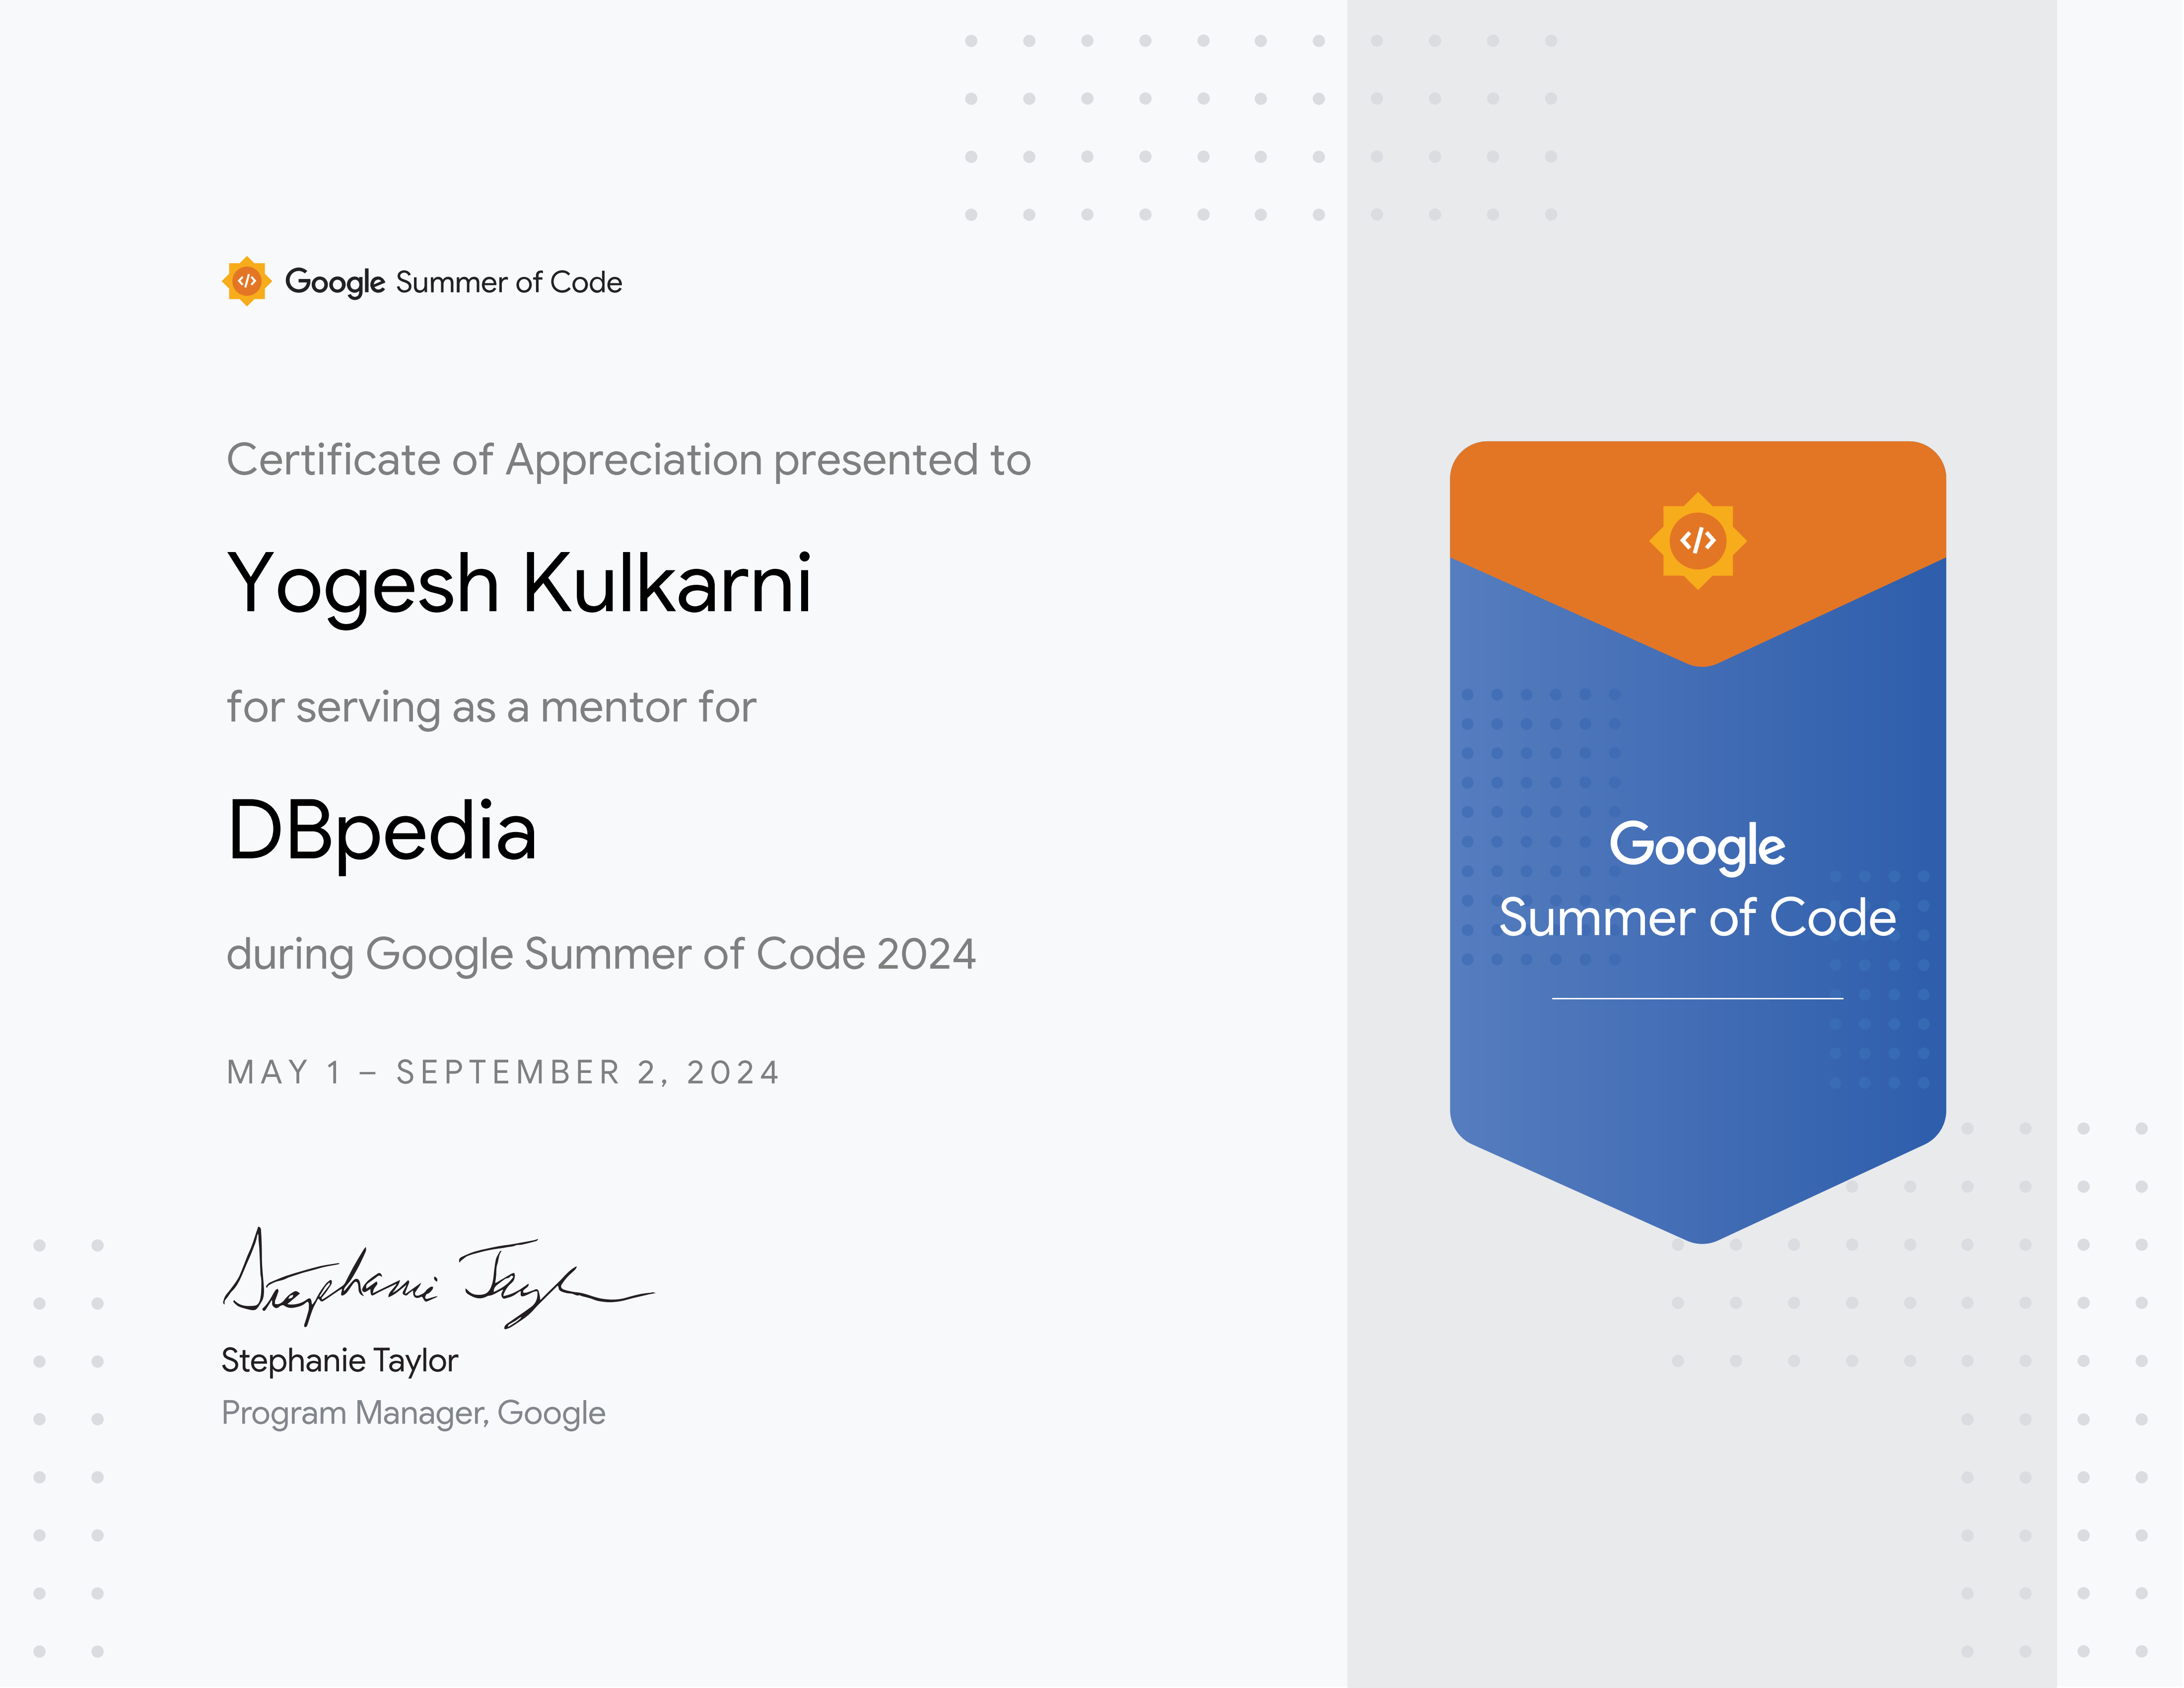 Google Summer of Code
Certificate of Appreciation presented to
Yogesh Kulkarni
for serving as a mentor for
DBpedia
during Google Summer of Code 2024
MAY 1 – SEPTEMBER 2, 2024
Stephanie Taylor
Stephanie Taylor
Program Manager, Google
</>
Google
Summer of Code